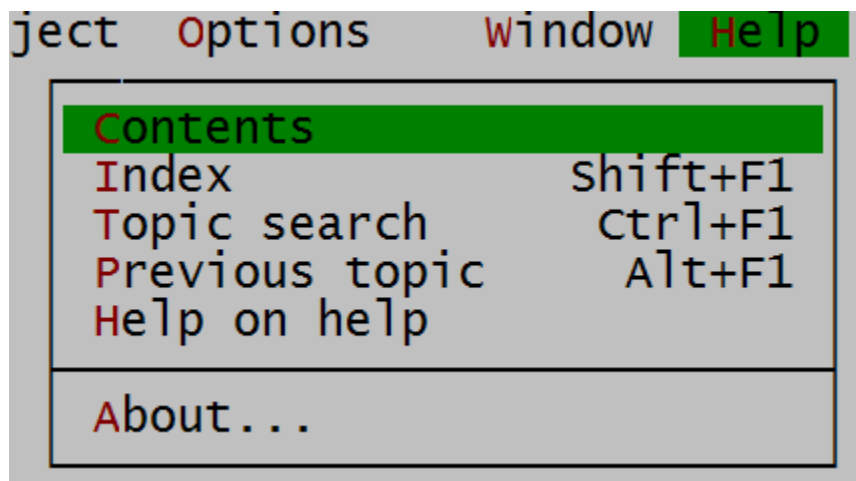 ject Options Window Help
Contents
Index Shift+F1
Topic search Ctrl+F1
Previous topic Alt+F1
Help on help
About...